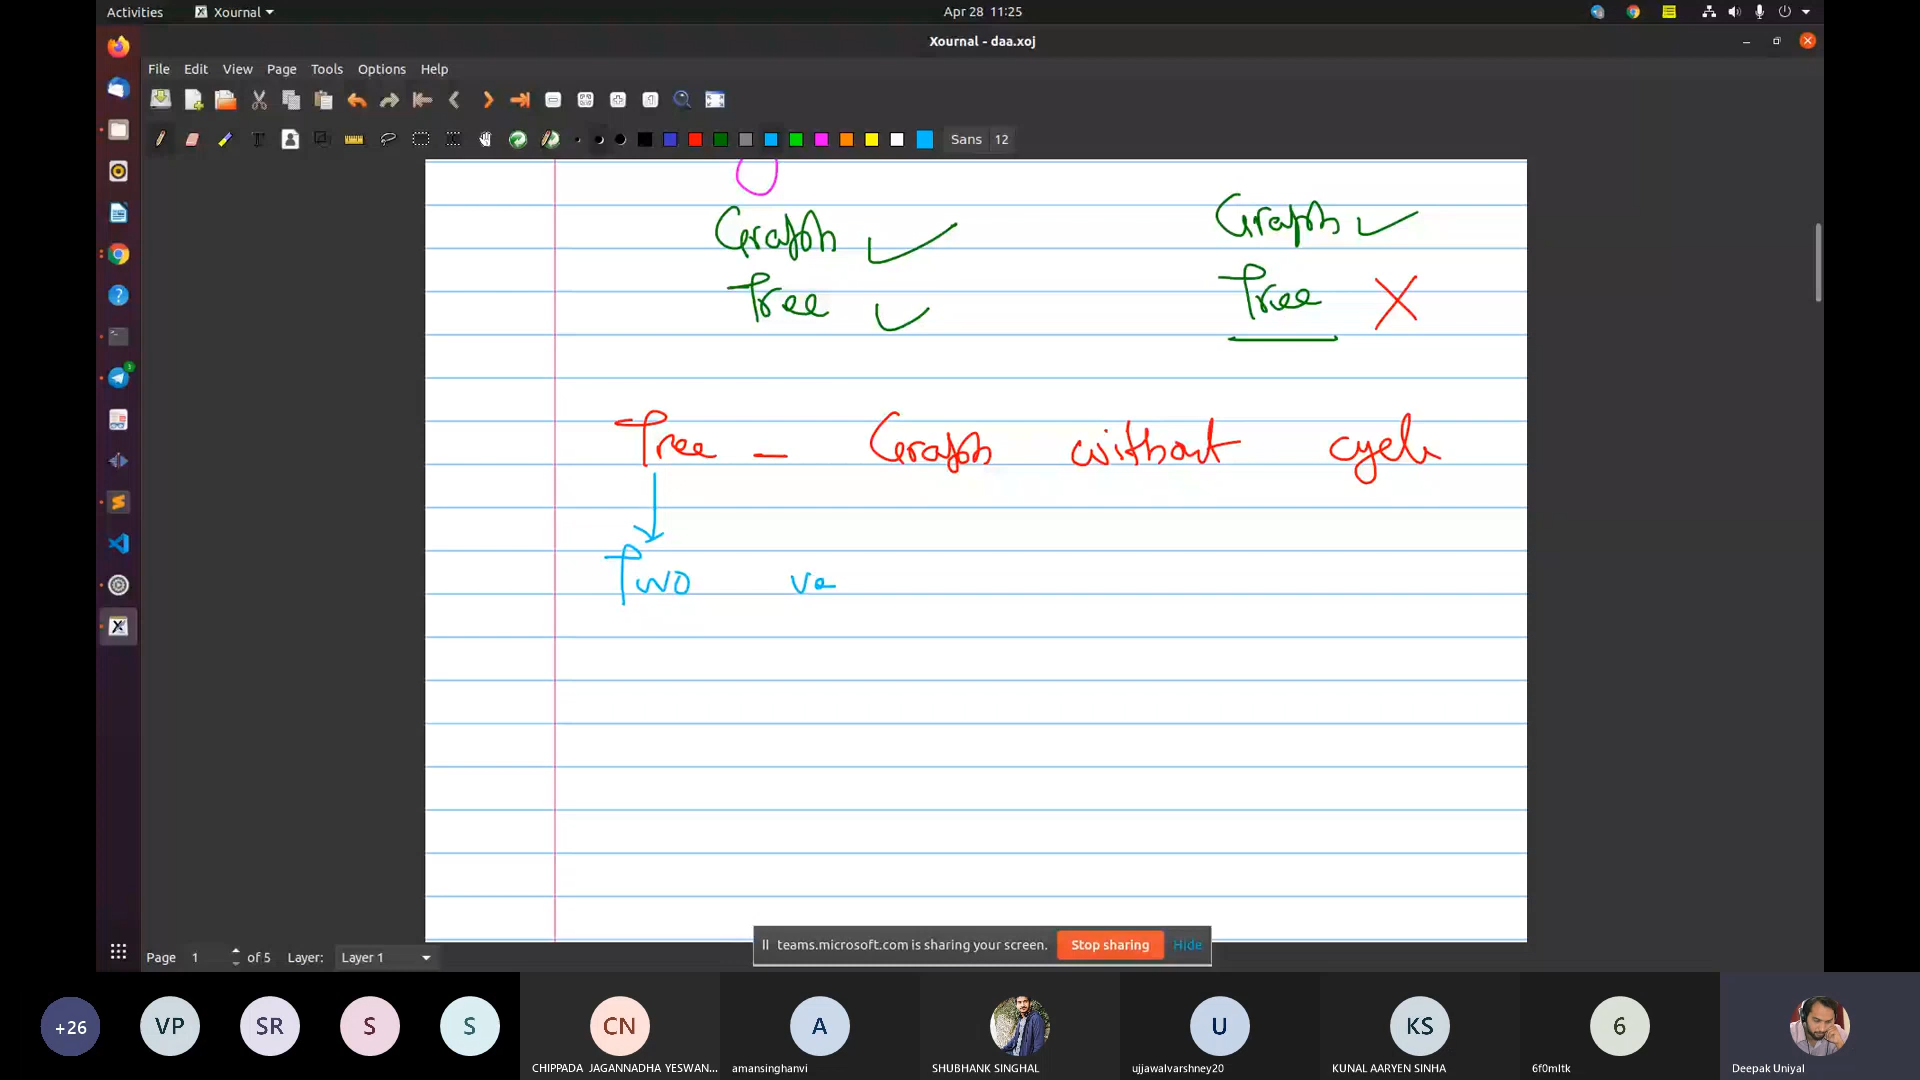 Activities Xournal Apr 28 11:25
Xournal - daa.xoj
File Edit View Page Tools Options Help
Sans 12
Graph Graph
Tree Tree
Tree - Graph without cycle
Two ve
teams.microsoft.com is sharing your screen. Stop sharing Hide
Page 1 of 5 Layer: Layer 1
+26 VP SR S S CN A U KS 6
CHIPPADA JAGANNADHA YESWAN... amansinghanvi SHUBHANK SINGHAL ujjawalvarshney20 KUNAL AARYEN SINHA 6f0mltk Deepak Uniyal